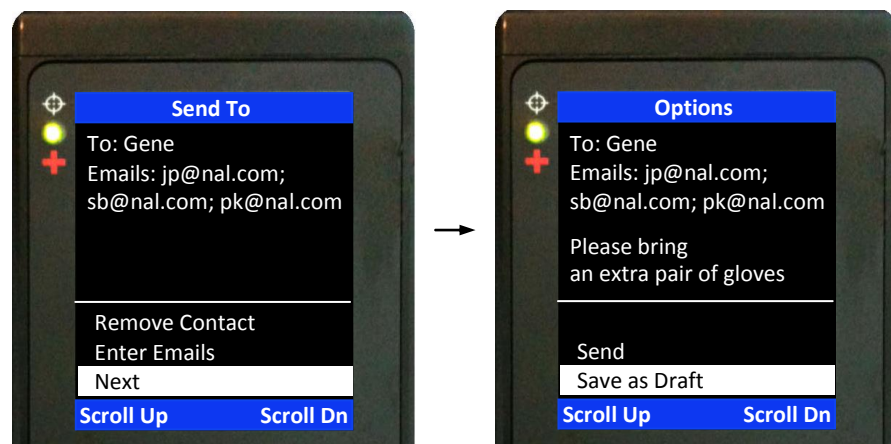 Send To
To: Gene
Emails: jp@nal.com;
sb@nal.com; pk@nal.com
Remove Contact
Enter Emails
Next
Scroll Up Scroll Dn
Options
To: Gene
Emails: jp@nal.com;
sb@nal.com; pk@nal.com
Please bring
an extra pair of gloves
Send
Save as Draft
Scroll Up Scroll Dn